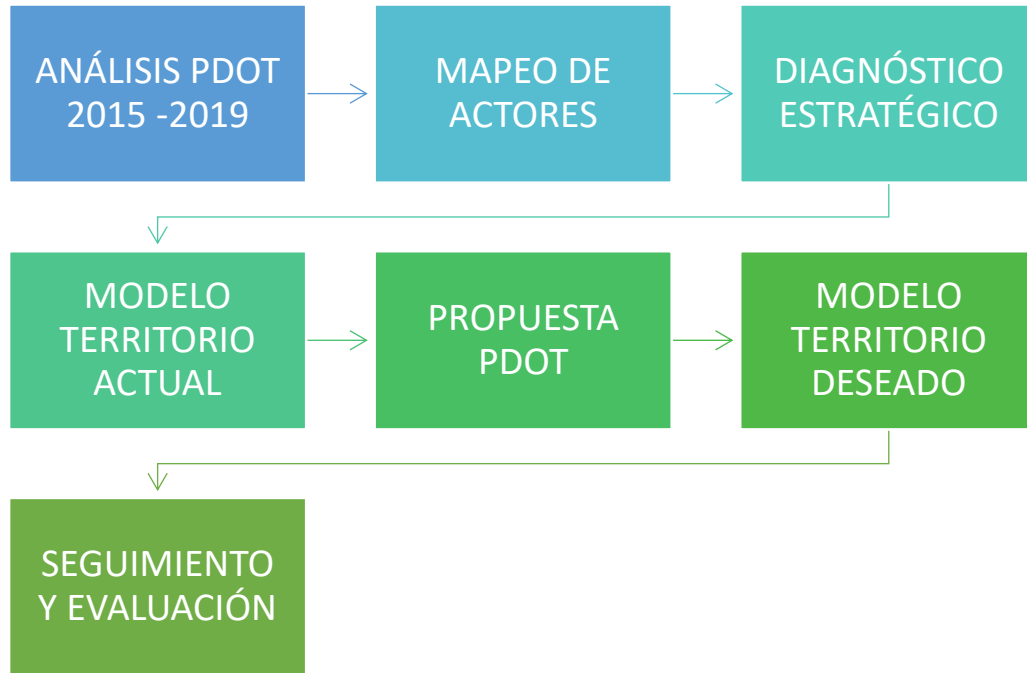 ANÁLISIS PDOT
2015 -2019
MAPEO DE
ACTORES
DIAGNÓSTICO
ESTRATÉGICO
MODELO
TERRITORIO
ACTUAL
PROPUESTA
PDOT
MODELO
TERRITORIO
DESEADO
SEGUIMIENTO
Y EVALUACIÓN